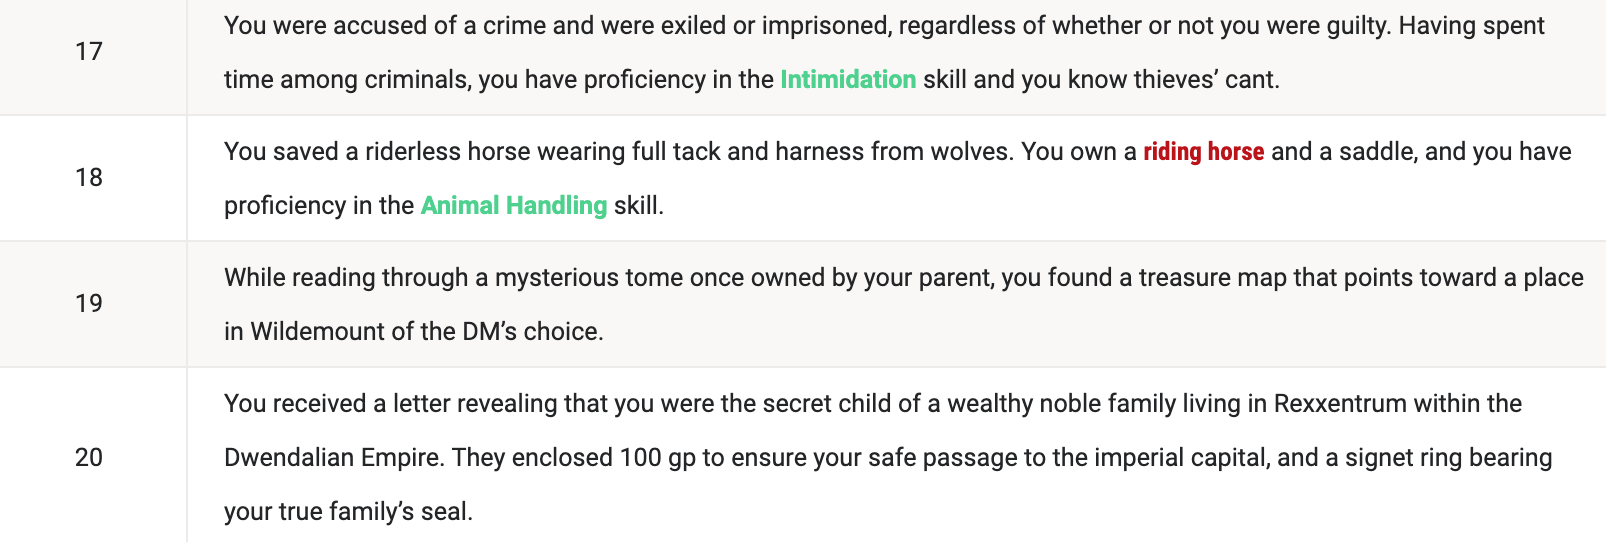 17
You were accused of a crime and were exiled or imprisoned, regardless of whether or not you were guilty. Having spent
time among criminals, you have proficiency in the Intimidation skill and you know thieves’ cant.
18
You saved a riderless horse wearing full tack and harness from wolves. You own a riding horse and a saddle, and you have
proficiency in the Animal Handling skill.
19
While reading through a mysterious tome once owned by your parent, you found a treasure map that points toward a place
in Wildemount of the DM’s choice.
20
You received a letter revealing that you were the secret child of a wealthy noble family living in Rexxentrum within the
Dwendalian Empire. They enclosed 100 gp to ensure your safe passage to the imperial capital, and a signet ring bearing
your true family’s seal.